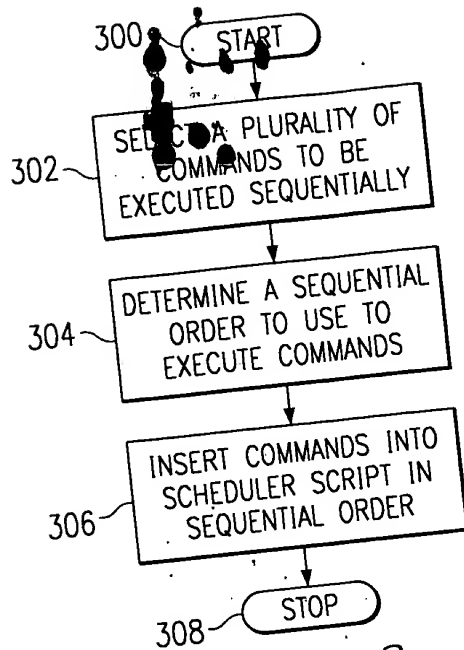 300 START
302 SELECT A PLURALITY OF
COMMANDS TO BE
EXECUTED SEQUENTIALLY
304 DETERMINE A SEQUENTIAL
ORDER TO USE TO
EXECUTE COMMANDS
306 INSERT COMMANDS INTO
SCHEDULER SCRIPT IN
SEQUENTIAL ORDER
308 STOP